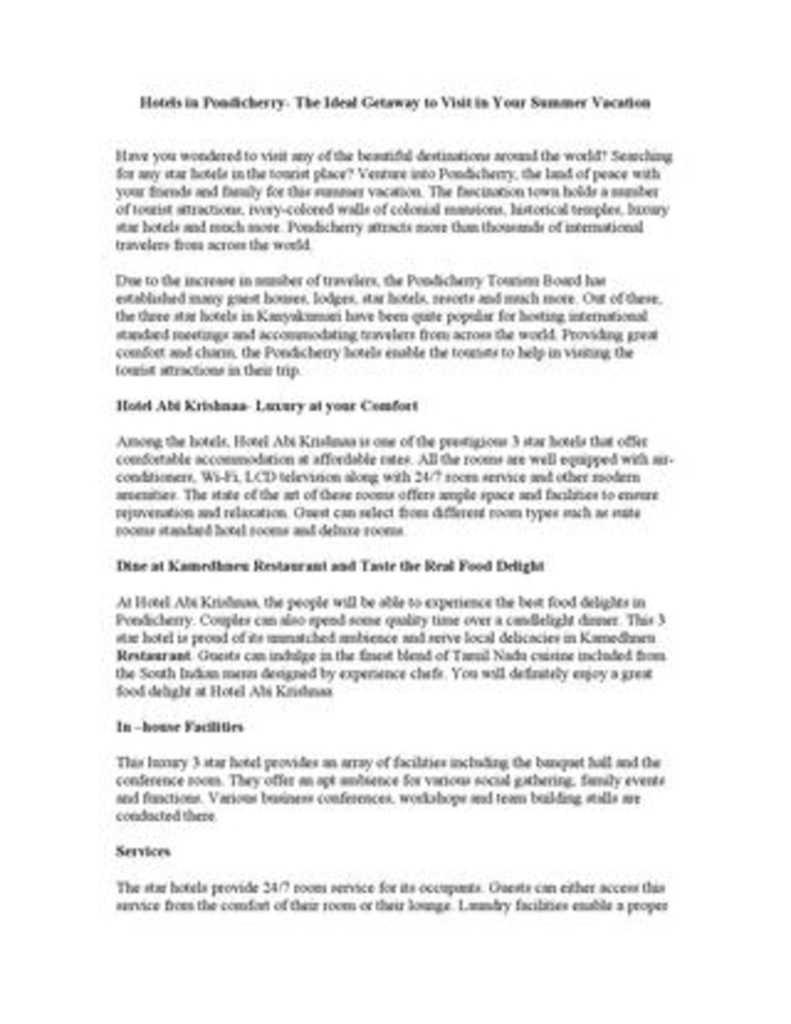 Hotels in Pondicherry- The Ideal Getaway to Visit in Your Summer Vacation
Have you wondered to visit any of the beautiful destinations around the world? Searching
for any star hotels in the tourist place? Venture into Pondicherry, the land of peace with
your friends and family for this summer vacation. The fascination town holds a number
of tourist attractions, ivory-colored walls of colonial mansions, historical temples, luxury
star hotels and much more. Pondicherry attracts more than thousands of international
travelers from across the world.
Due to the increase in number of travelers, the Pondicherry Tourism Board has
established many guest houses, lodges, star hotels, resorts and much more. Out of these,
the three star hotels in Kanyakumari have been quite popular for hosting international
standard meetings and accommodating travelers from across the world. Providing great
comfort and charm, the Pondicherry hotels enable the tourists to help in visiting the
tourist attractions in their trip.
Hotel Abi Krishnaa- Luxury at your Comfort
Among the hotels, Hotel Abi Krishnaa is one of the prestigious 3 star hotels that offer
comfortable accommodation at affordable rates. All the rooms are well equipped with air-
conditioners, Wi-Fi, LCD television along with 24/7 room service and other modern
amenities. The state of the art of these rooms offers ample space and facilities to ensure
rejuvenation and relaxation. Guest can select from different room types such as suite
rooms standard hotel rooms and deluxe rooms.
Dine at Kamedhneu Restaurant and Taste the Real Food Delight
At Hotel Abi Krishnaa, the people will be able to experience the best food delights in
Pondicherry. Couples can also spend some quality time over a candlelight dinner. This 3
star hotel is proud of its unmatched ambience and serve local delicacies in Kamedhneu
Restaurant. Guests can indulge in the finest blend of Tamil Nadu cuisine included from
the South Indian menu designed by experience chefs. You will definitely enjoy a great
food delight at Hotel Abi Krishnaa
In –house Facilities
This luxury 3 star hotel provides an array of facilities including the banquet hall and the
conference room. They offer an apt ambience for various social gathering, family events
and functions. Various business conferences, workshops and team building stalls are
conducted there.
Services
The star hotels provide 24/7 room service for its occupants. Guests can either access this
service from the comfort of their room or their lounge. Laundry facilities enable a proper